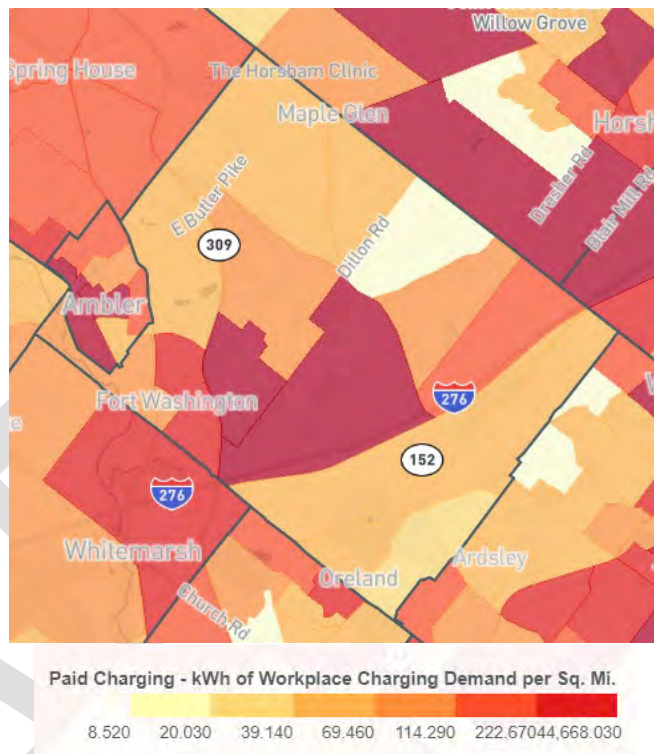 Willow Grove
Spring House
The Horsham Clinic
Maple Glen
Horsh
E Butler Pike
Dresher Rd
Blair Mill Rd
309
Dillon Rd
Ambler
Fort Washington
276
152
276
Whitemarsh
Ardsley
Oreland
Church Rd
Paid Charging - kWh of Workplace Charging Demand per Sq. Mi.
8.520 20.030 39.140 69.460 114.290 222.67044,668.030